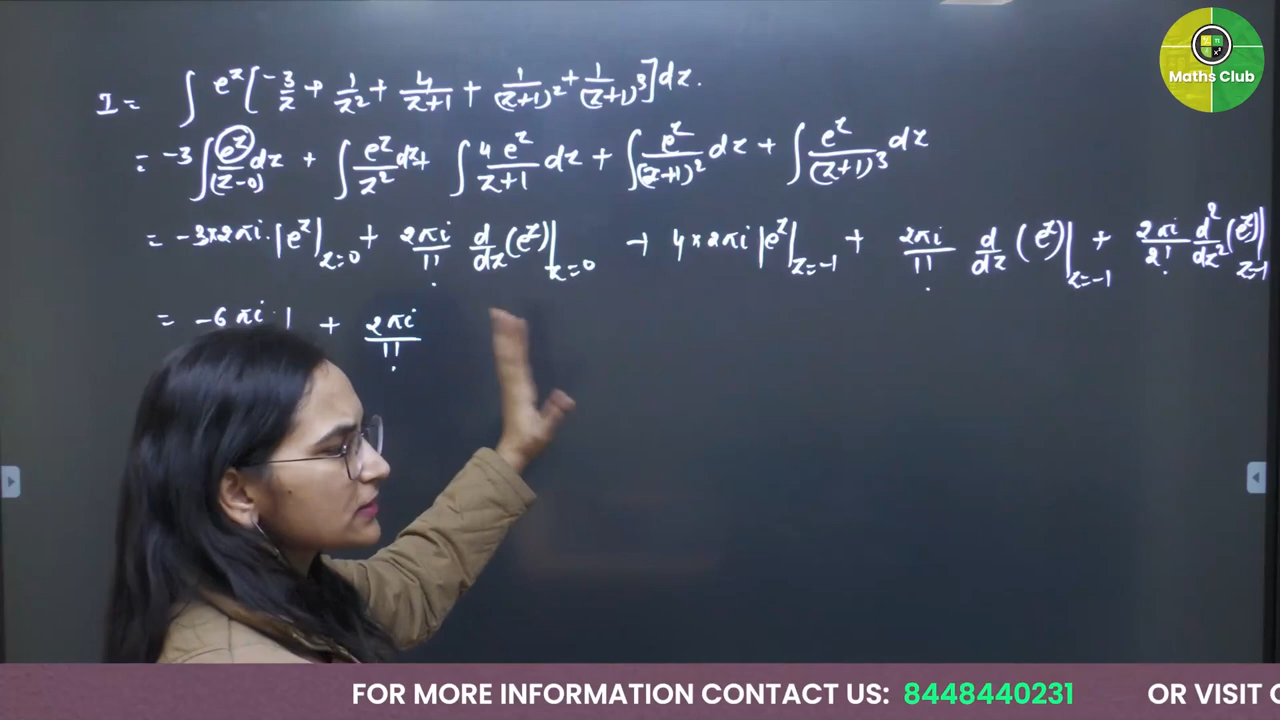 Maths Club
I = ∫ e^z [ -3/z + 1/z² + 4/(z+1) + 1/(z+1)² + 1/(z+1)³ ] dz.
= -3 ∫ e^z/(z-0) dz + ∫ e^z/z² dz + ∫ 4e^z/(z+1) dz + ∫ e^z/(z+1)² dz + ∫ e^z/(z+1)³ dz
= -3×2πi · |e^z|_{z=0} + 2πi/1! d/dz (e^z)|_{z=0} + 4×2πi |e^z|_{z=-1} + 2πi/1! d/dz (e^z)|_{z=-1} + 2πi/2! d²/dz² (e^z)|_{z=-1}
= -6πi · 1 + 2πi/1!
FOR MORE INFORMATION CONTACT US: 8448440231 OR VISIT